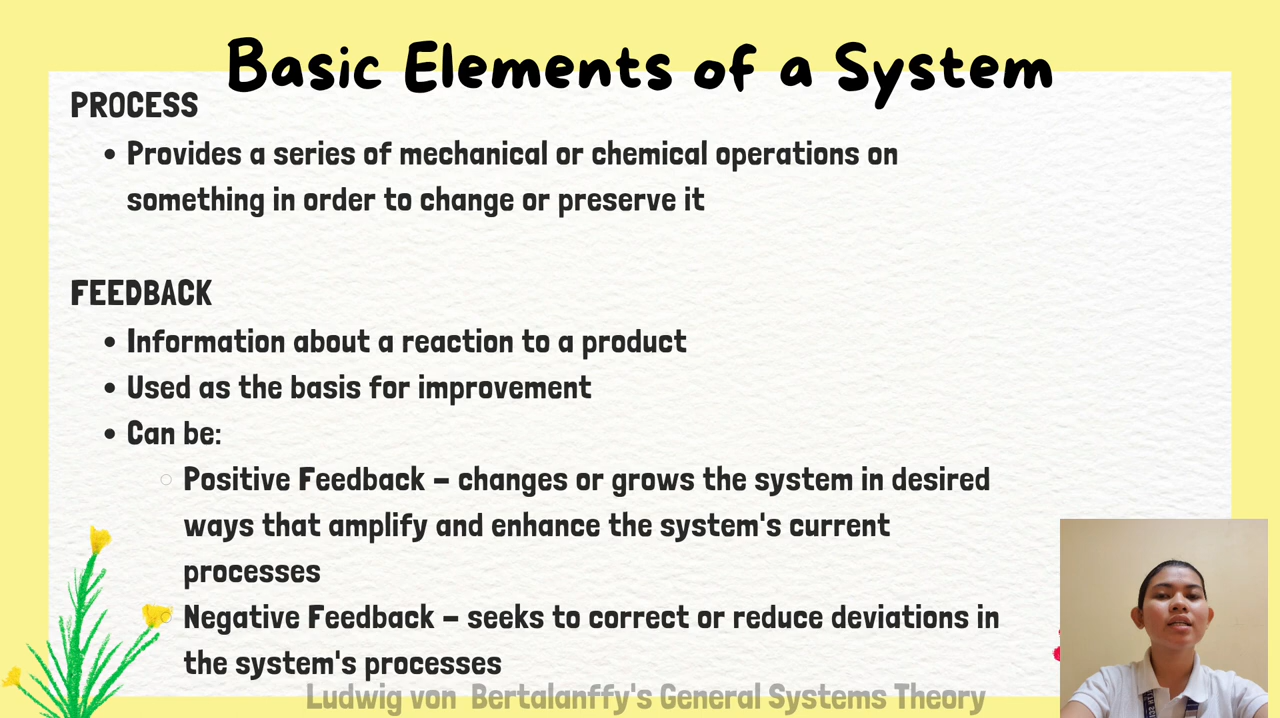 Basic Elements of a System
PROCESS
• Provides a series of mechanical or chemical operations on
something in order to change or preserve it
FEEDBACK
• Information about a reaction to a product
• Used as the basis for improvement
• Can be:
○ Positive Feedback – changes or grows the system in desired
ways that amplify and enhance the system's current
processes
○ Negative Feedback – seeks to correct or reduce deviations in
the system's processes
Ludwig von Bertalanffy's General Systems Theory